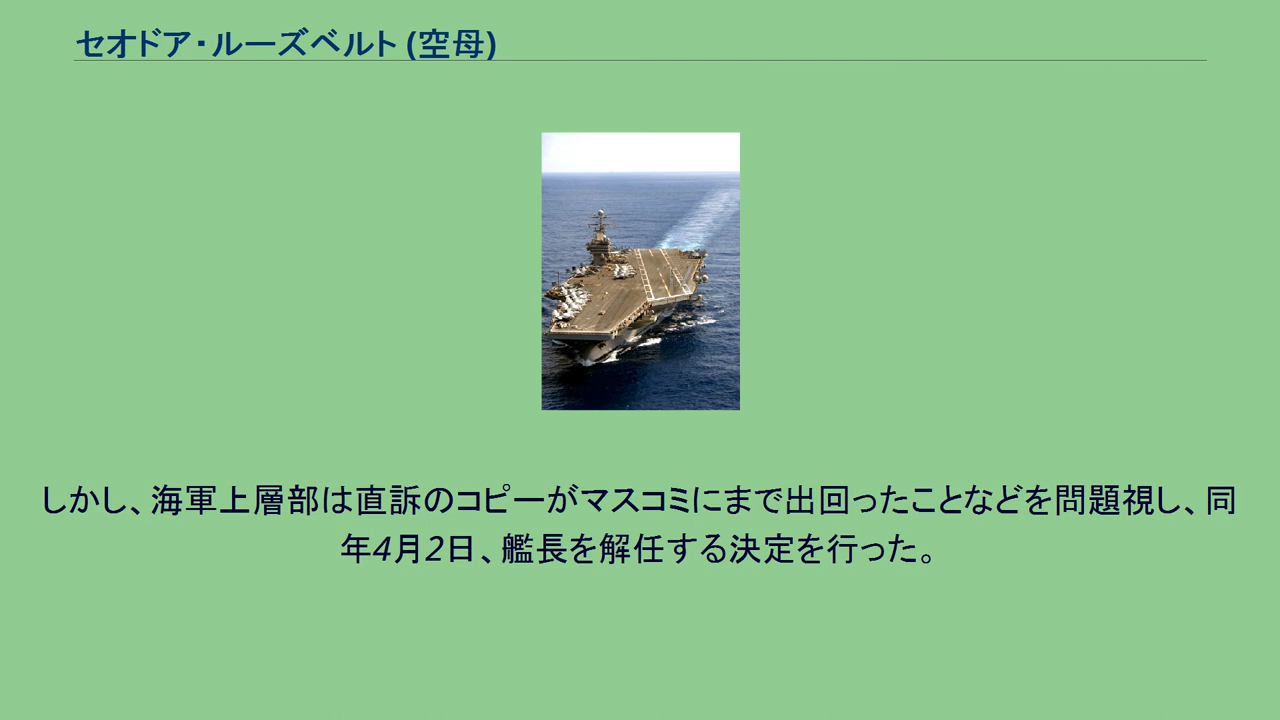 セオドア・ルーズベルト (空母)
しかし、海軍上層部は直訴のコピーがマスコミにまで出回ったことなどを問題視し、同
年4月2日、艦長を解任する決定を行った。